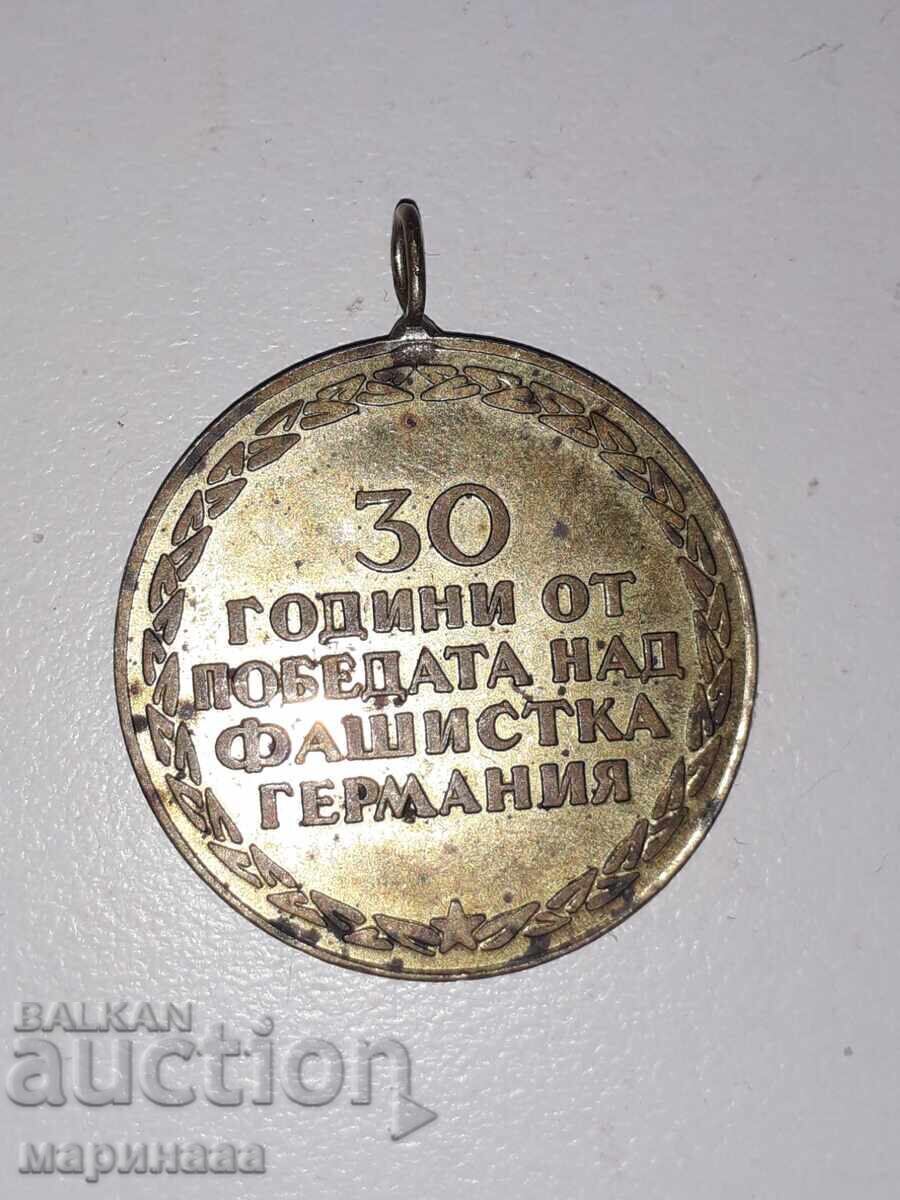 30
ГОДИНИ ОТ
ПОБЕДАТА НАД
ФАШИСТКА
ГЕРМАНИЯ
BALKAN
auction
маринааа